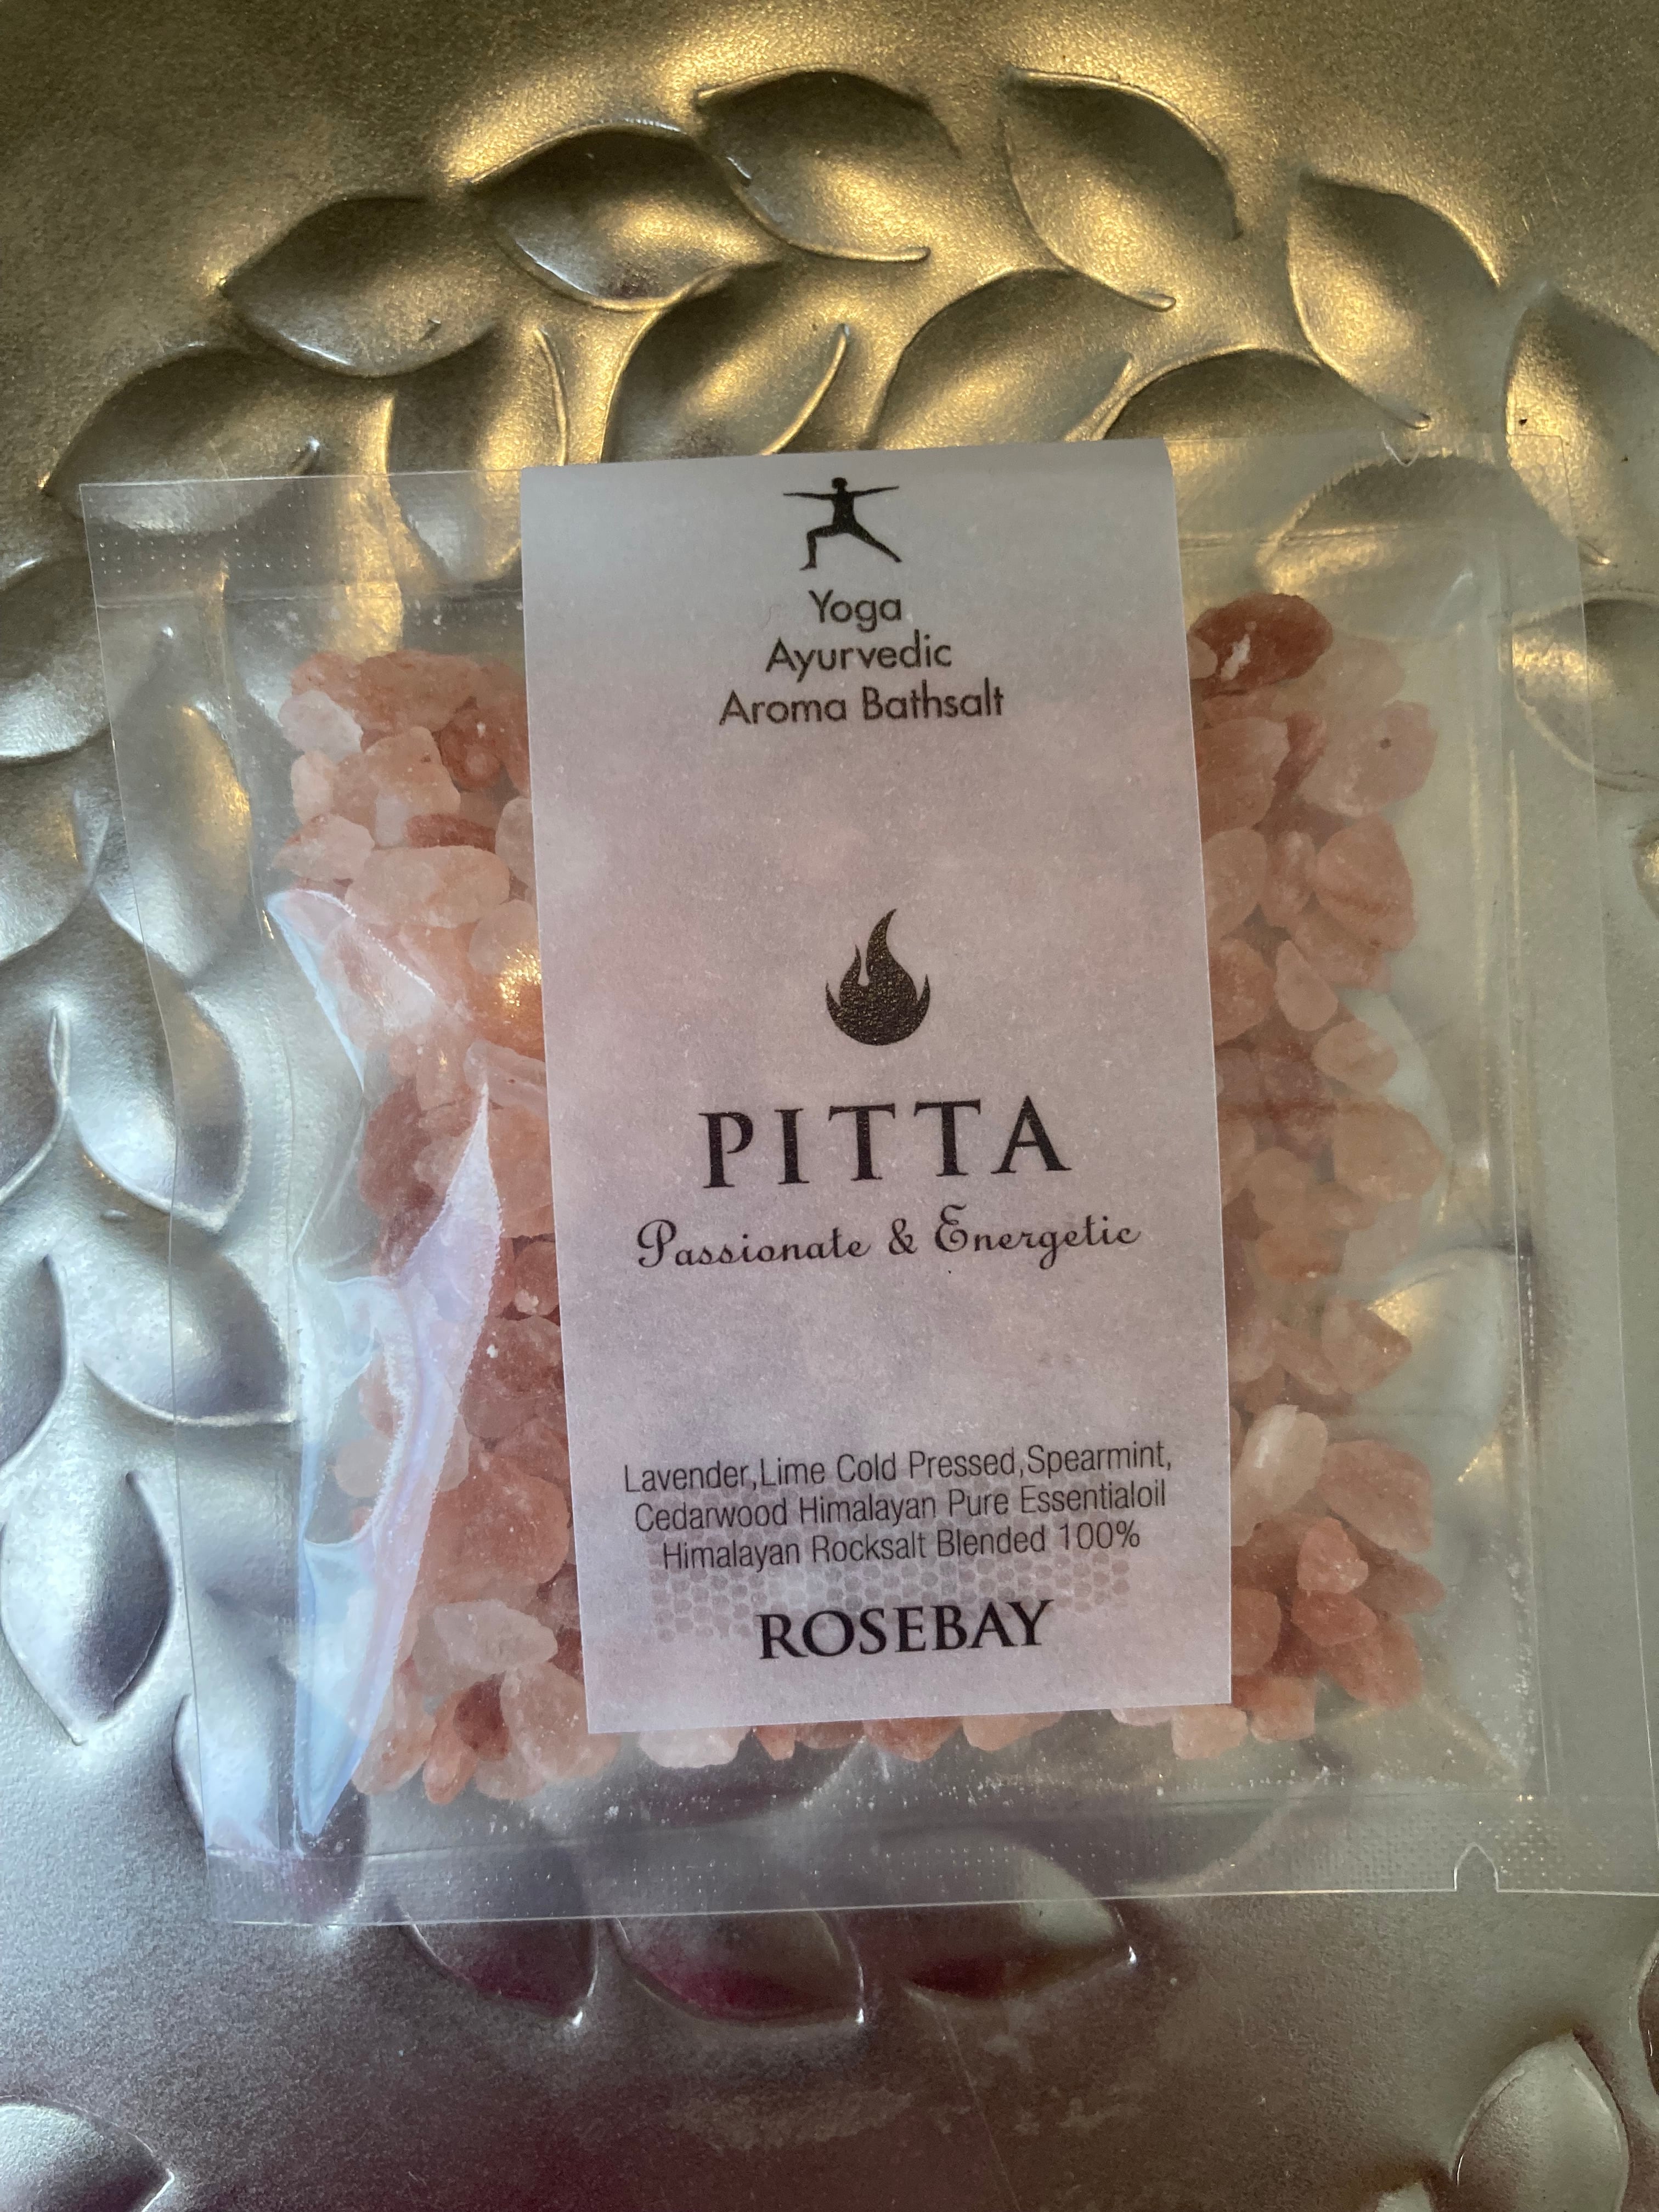 Yoga
Ayurvedic
Aroma Bathsalt
PITTA
Passionate & Energetic
Lavender,Lime Cold Pressed,Spearmint,
Cedarwood Himalayan Pure Essentialoil
Himalayan Rocksalt Blended 100%
ROSEBAY